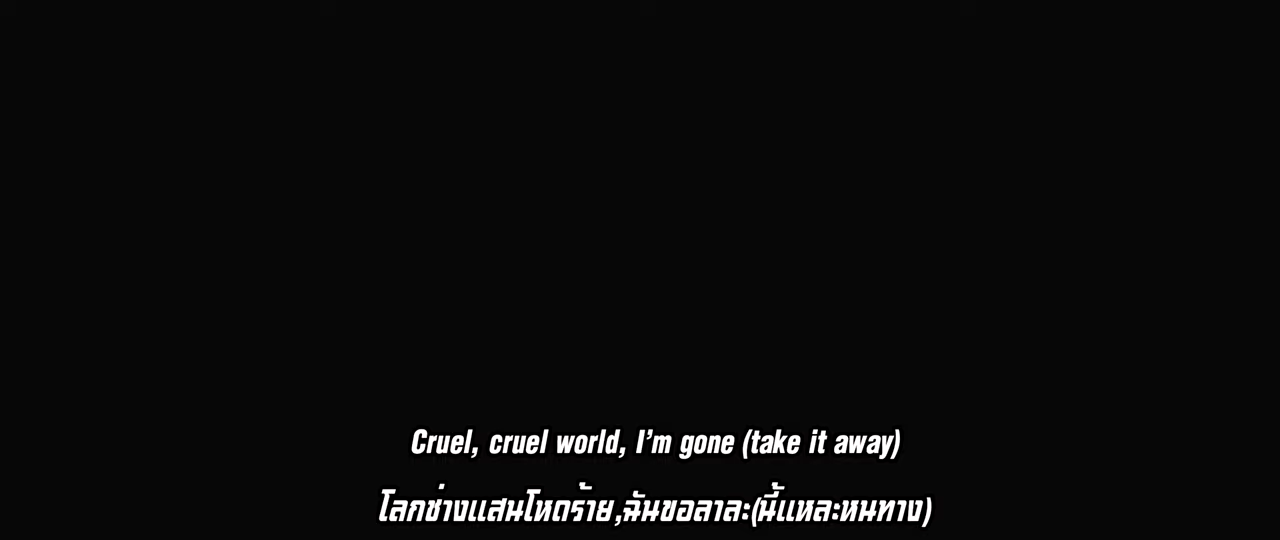 Cruel, cruel world, I'm gone (take it away)
โลกช่างแสนโหดร้าย,ฉันขอลาละ(นี้แหละหนทาง)